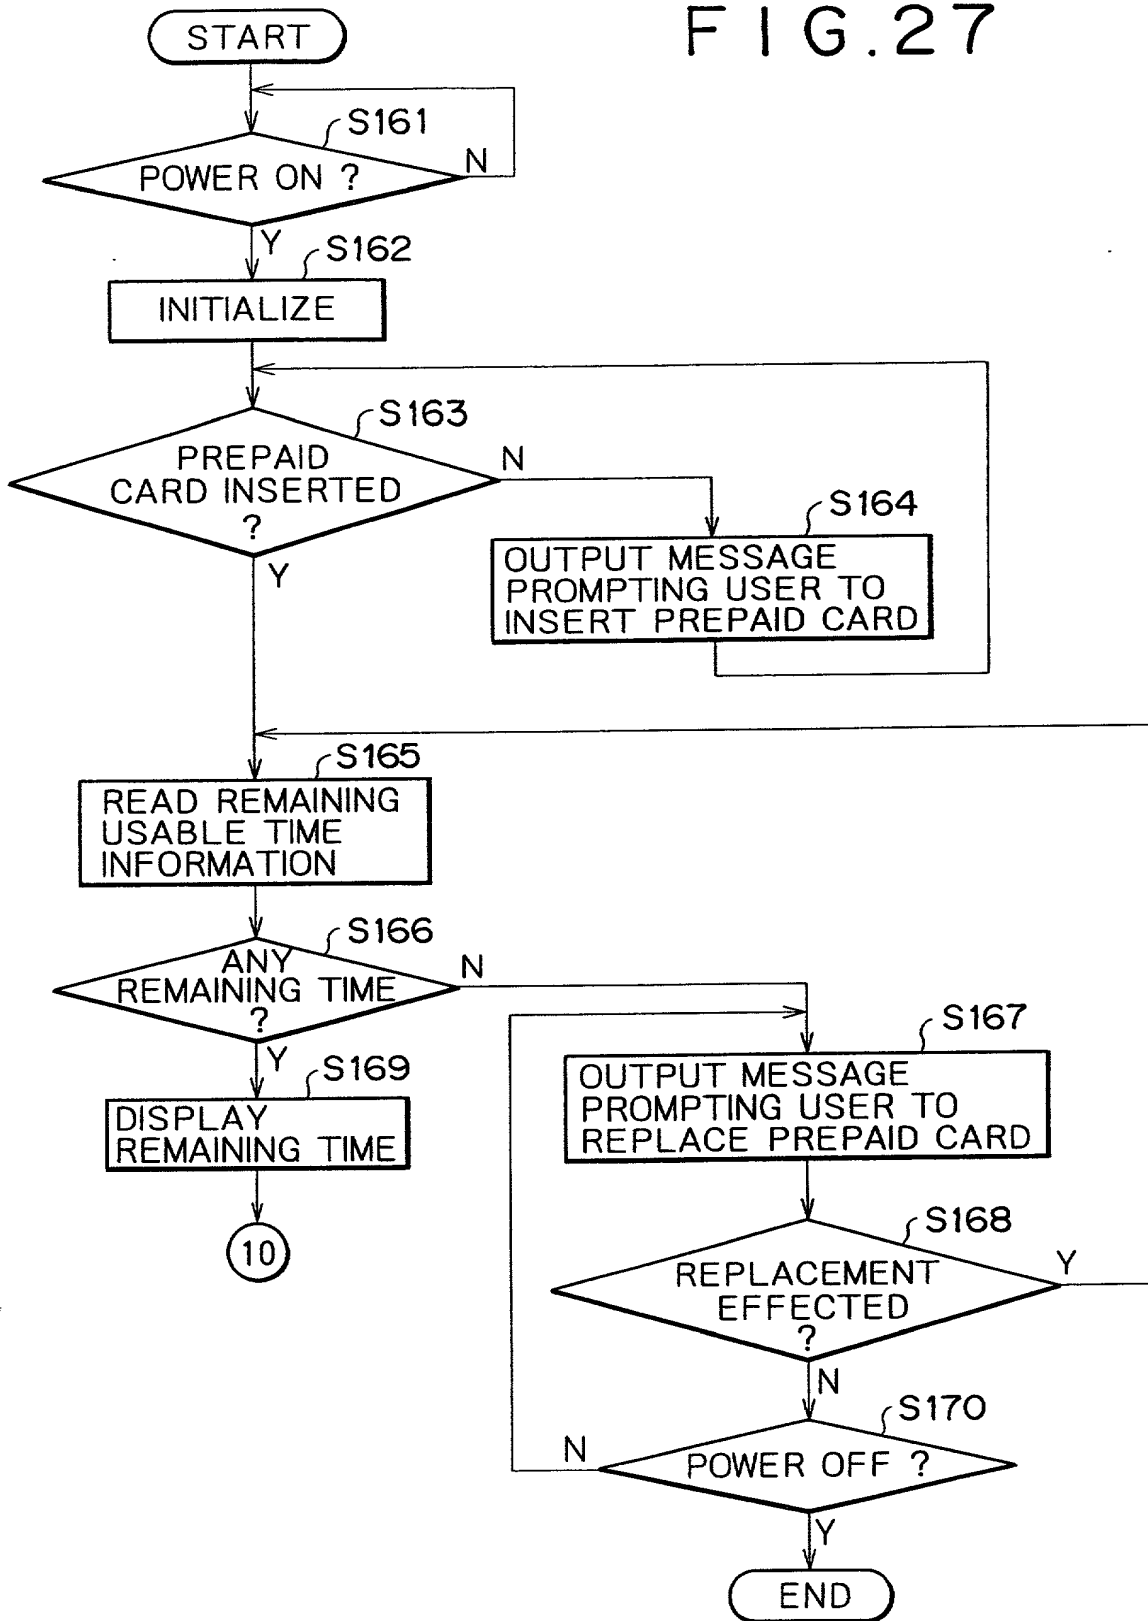 FIG.27
START
S161
POWER ON ?
N
Y
S162
INITIALIZE
S163
PREPAID
CARD INSERTED
?
N
Y
S164
OUTPUT MESSAGE
PROMPTING USER TO
INSERT PREPAID CARD
S165
READ REMAINING
USABLE TIME
INFORMATION
S166
ANY
REMAINING TIME
?
N
Y
S169
DISPLAY
REMAINING TIME
10
S167
OUTPUT MESSAGE
PROMPTING USER TO
REPLACE PREPAID CARD
S168
REPLACEMENT
EFFECTED
?
Y
N
S170
POWER OFF ?
N
Y
END